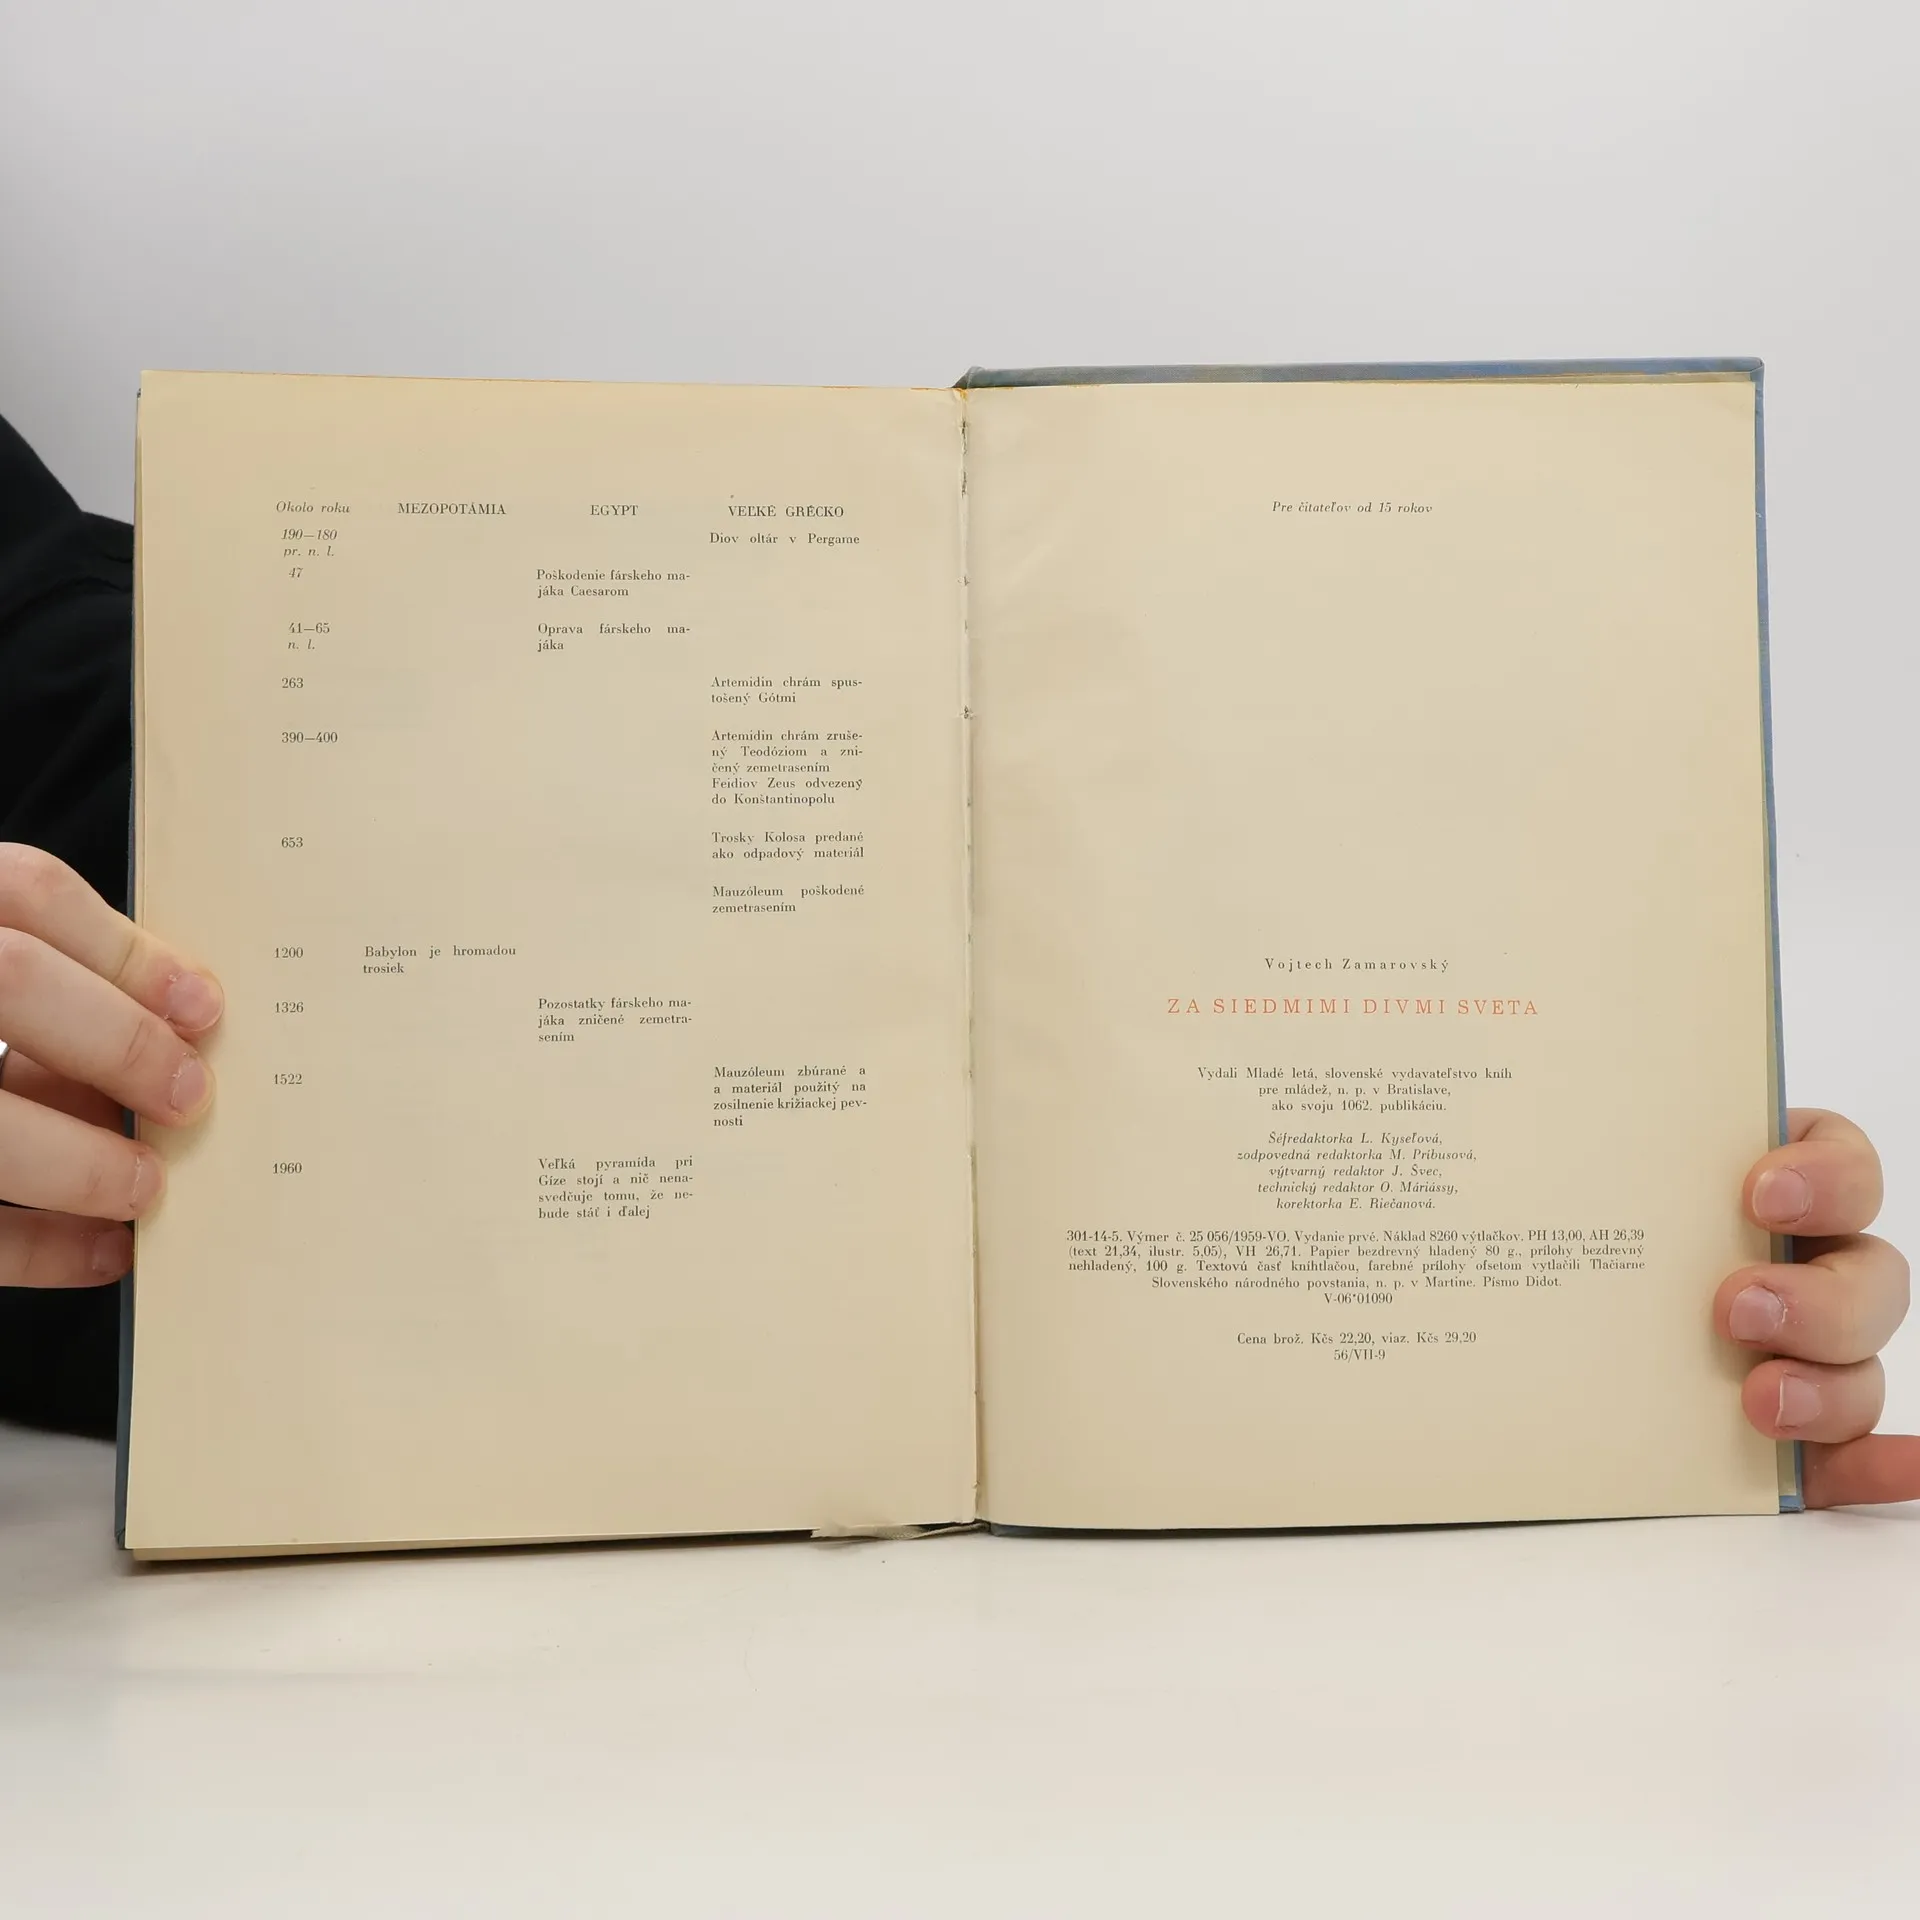 Okolo roku MEZOPOTÁMIA EGYPT VEĽKÉ GRÉCKO
190—180 Diov oltár v Pergame
pr. n. l.
47 Poškodenie fárskeho ma-
jáka Caesarom
41—65 Oprava fárskeho ma-
n. l. jáka
263 Artemidin chrám spus-
tošený Gótmi
390—400 Artemidin chrám zruše-
ný Teodóziom a zni-
čený zemetrasením
Feidiov Zeus odvezený
do Konštantinopolu
653 Trosky Kolosa predané
ako odpadový materiál
Mauzóleum poškodené
zemetrasením
1200 Babylon je hromadou
trosiek
1326 Pozostatky fárskeho ma-
jáka zničené zemetra-
sením
1522 Mauzóleum zbúrané a
a materiál použitý na
zosilnenie križiackej pev-
nosti
1960 Veľká pyramída pri
Gíze stojí a nič nena-
svedčuje tomu, že ne-
bude stáť i ďalej
Pre čitateľov od 15 rokov
Vojtech Zamarovský
ZA SIEDMIMI DIVMI SVETA
Vydali Mladé letá, slovenské vydavateľstvo kníh
pre mládež, n. p. v Bratislave,
ako svoju 1062. publikáciu.
Šéfredaktorka L. Kyseľová,
zodpovedná redaktorka M. Pribusová,
výtvarný redaktor J. Švec,
technický redaktor O. Máriássy,
korektorka E. Riečanová.
301-14-5. Výmer č. 25 056/1959-VO. Vydanie prvé. Náklad 8260 výtlačkov. PH 13,00, AH 26,39
(text 21,34, ilustr. 5,05), VH 26,71. Papier bezdrevný hladený 80 g., prílohy bezdrevný
nehladený, 100 g. Textovú časť kníhtlačou, farebné prílohy ofsetom vytlačili Tlačiarne
Slovenského národného povstania, n. p. v Martine. Písmo Didot.
V-06*01090
Cena brož. Kčs 22,20, viaz. Kčs 29,20
56/VII-9